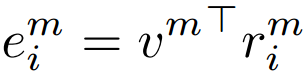 $e_i^m = {v^m}^\top r_i^m$